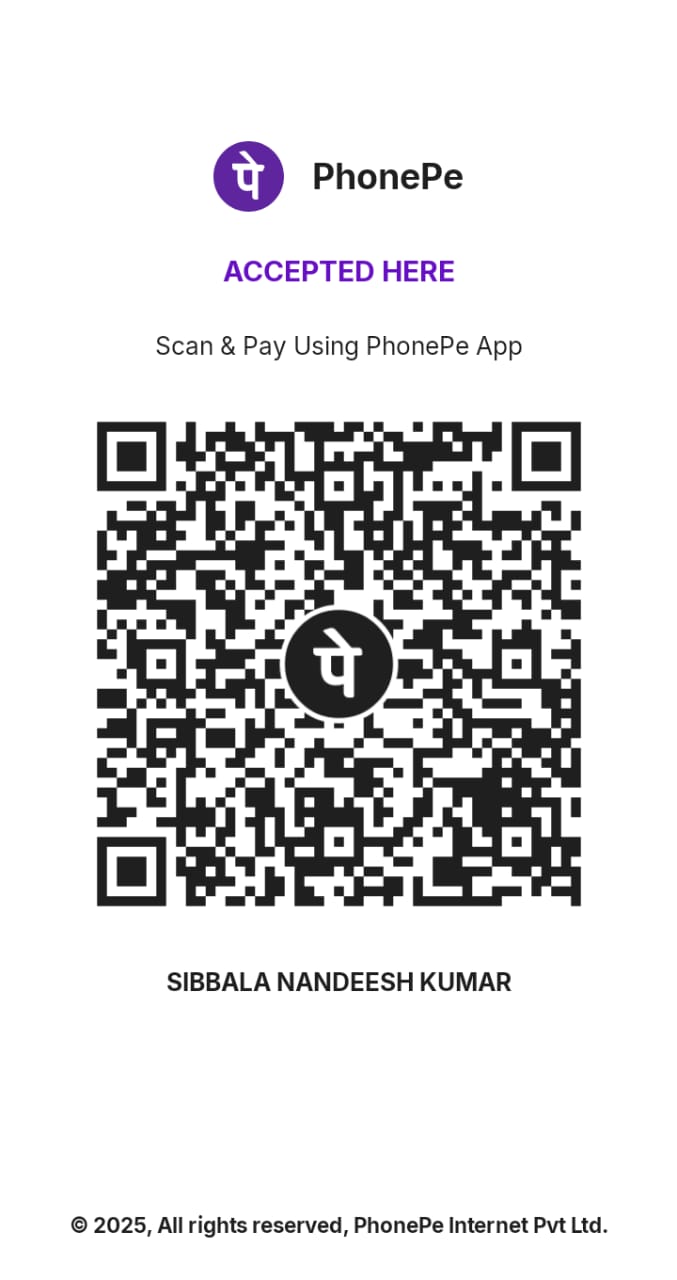 पे PhonePe
ACCEPTED HERE
Scan & Pay Using PhonePe App
पे
SIBBALA NANDEESH KUMAR
© 2025, All rights reserved, PhonePe Internet Pvt Ltd.